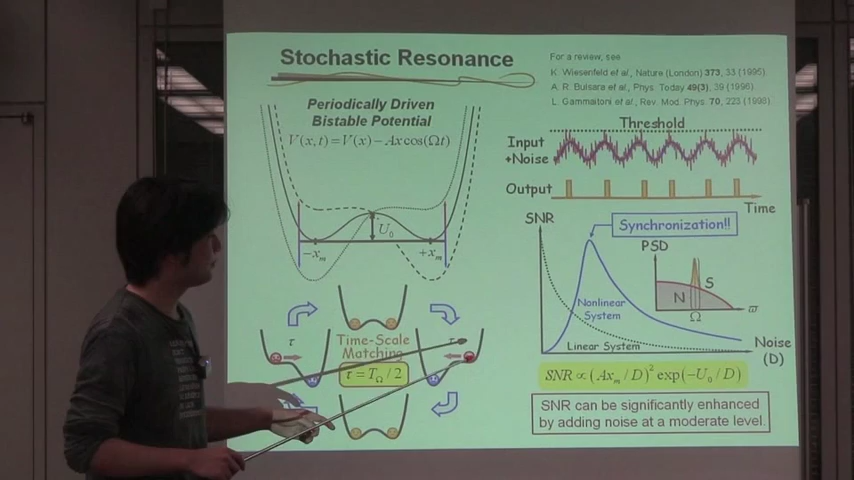 Stochastic Resonance
For a review, see
K. Wiesenfeld et al., Nature (London) 373, 33 (1995).
A. R. Bulsara et al., Phys. Today 49(3), 39 (1996)
L. Gammaitoni et al., Rev. Mod. Phys. 70, 223 (1998)
Periodically Driven
Bistable Potential
V(x,t)=V(x)−Ax cos(Ωt)
U₀
−xₘ
+xₘ
τ
Time-Scale
Matching
τ = T_Ω / 2
Threshold
Input
+Noise
Output
Time
SNR
Synchronization!!
PSD
S
N
Ω
ϖ
Nonlinear
System
Linear System
Noise
(D)
SNR ∝ (Axₘ/D)² exp(−U₀/D)
SNR can be significantly enhanced
by adding noise at a moderate level.